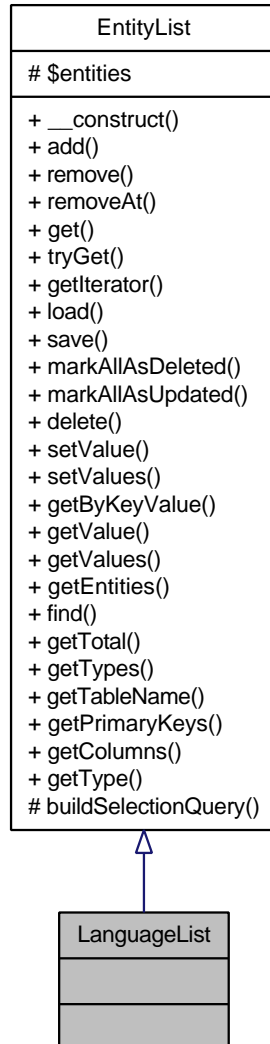 EntityList
# $entities
+ __construct()
+ add()
+ remove()
+ removeAt()
+ get()
+ tryGet()
+ getIterator()
+ load()
+ save()
+ markAllAsDeleted()
+ markAllAsUpdated()
+ delete()
+ setValue()
+ setValues()
+ getByKeyValue()
+ getValue()
+ getValues()
+ getEntities()
+ find()
+ getTotal()
+ getTypes()
+ getTableName()
+ getPrimaryKeys()
+ getColumns()
+ getType()
# buildSelectionQuery()
LanguageList